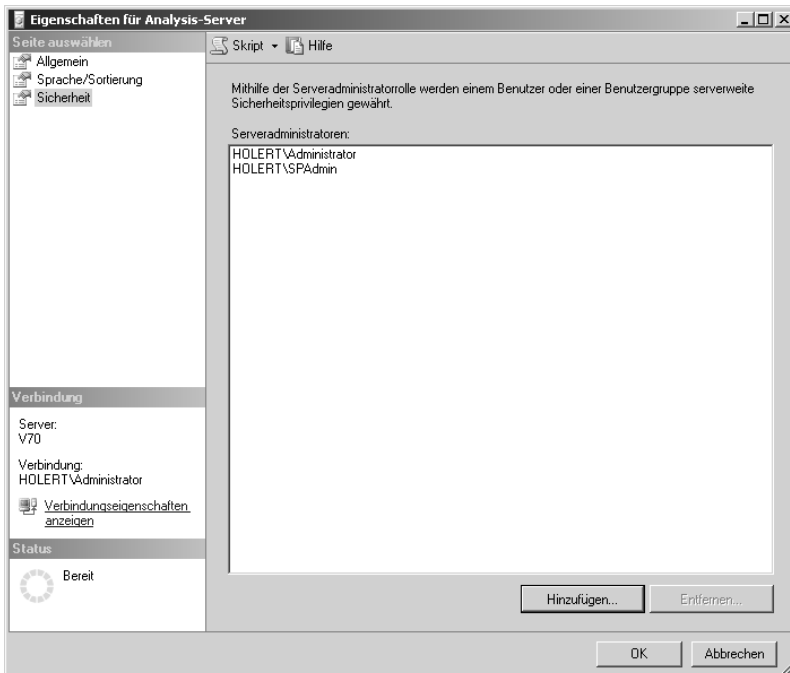 Eigenschaften für Analysis-Server
Seite auswählen
Allgemein
Sprache/Sortierung
Sicherheit
Skript
Hilfe
Mithilfe der Serveradministratorrolle werden einem Benutzer oder einer Benutzergruppe serverweite
Sicherheitsprivilegien gewährt.
Serveradministratoren:
HOLERT\Administrator
HOLERT\SPAdmin
Verbindung
Server:
V70
Verbindung:
HOLERT\Administrator
Verbindungseigenschaften
anzeigen
Status
Bereit
Hinzufügen...
Entfernen...
OK
Abbrechen